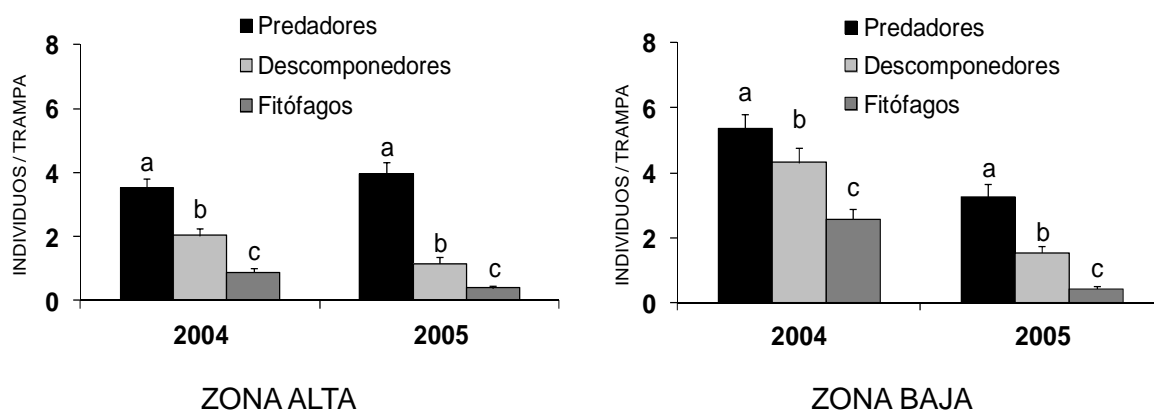 Predadores
Descomponedores
Fitófagos
INDIVIDUOS / TRAMPA
8
6
4
2
0
a
b
c
a
b
c
2004
2005
ZONA ALTA
Predadores
Descomponedores
Fitófagos
INDIVIDUOS / TRAMPA
8
6
4
2
0
a
b
c
a
b
c
2004
2005
ZONA BAJA